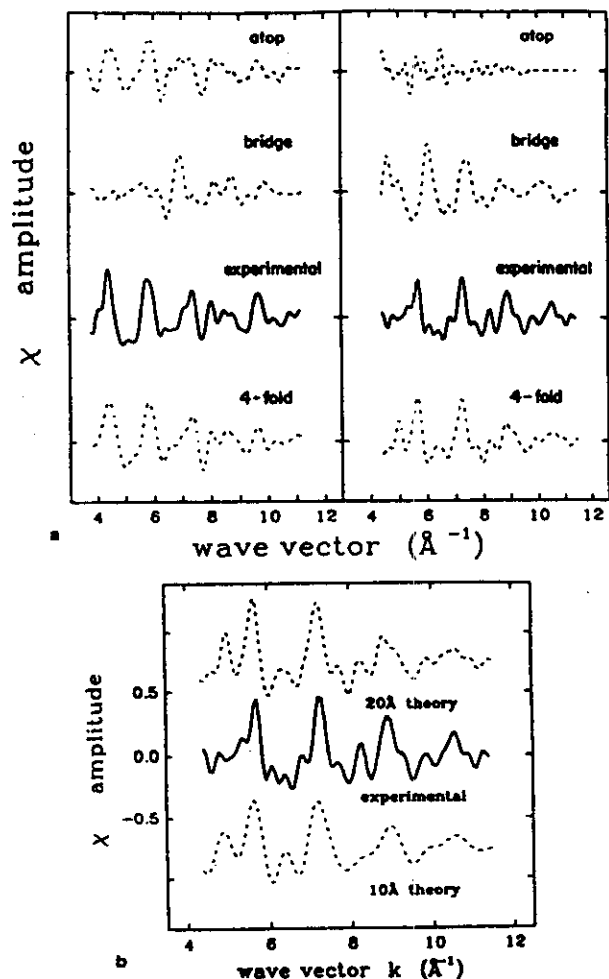 atop
atop
bridge
bridge
experimental
experimental
4-fold
4-fold
χ amplitude
4 6 8 10 12
4 6 8 10 12
a
wave vector (Å⁻¹)
20Å theory
0.5
0.0
experimental
-0.5
10Å theory
χ amplitude
4 6 8 10 12
b
wave vector k (Å⁻¹)